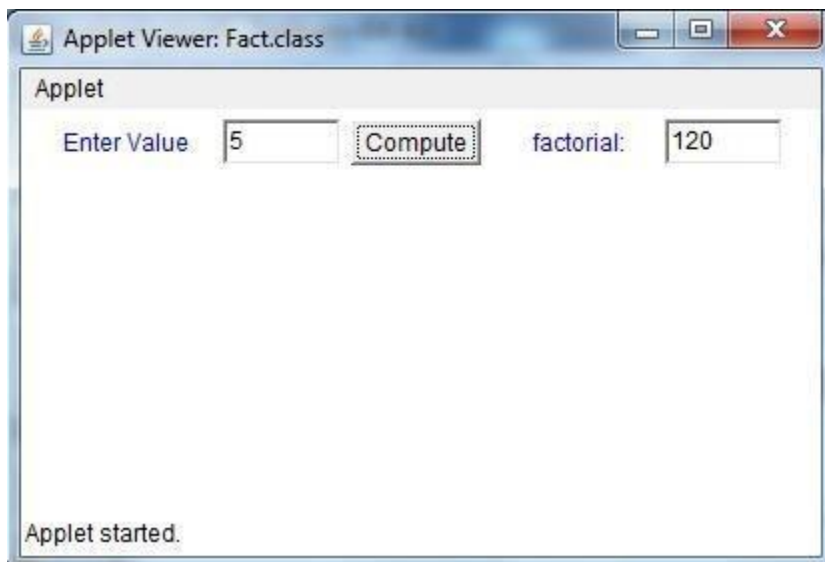 Applet Viewer: Fact.class
Applet
Enter Value 5 Compute factorial: 120
Applet started.